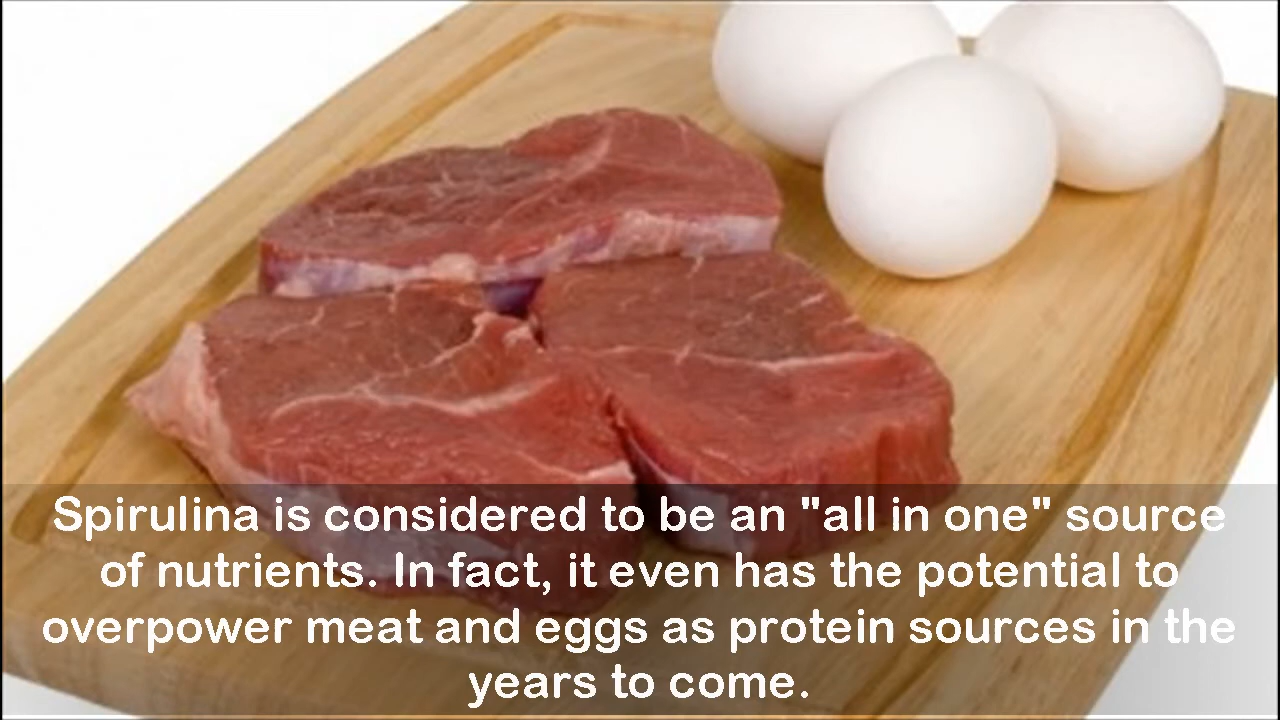 Spirulina is considered to be an "all in one" source
of nutrients. In fact, it even has the potential to
overpower meat and eggs as protein sources in the
years to come.